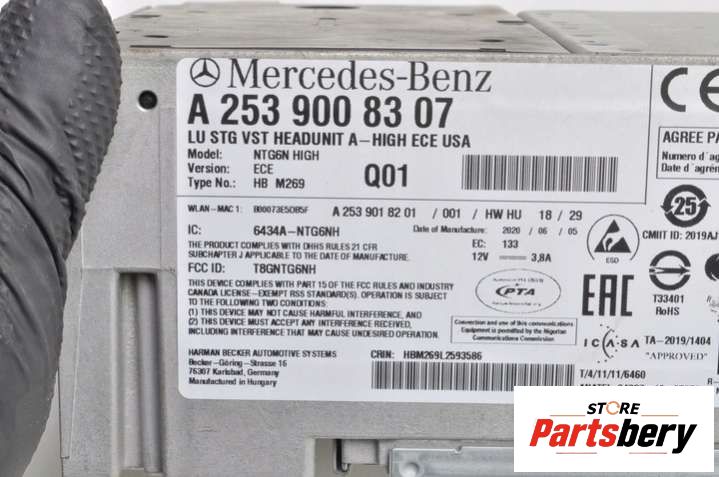 Mercedes-Benz
A 253 900 83 07
LU STG VST HEADUNIT A-HIGH ECE USA
Model: NTG6N HIGH
Version: ECE
Type No.: HB M269
Q01
WLAN-MAC 1: B00073E5DB5F
A 253 901 82 01 / 001 / HW HU 18 / 29
IC: 6434A-NTG6NH
Date of Manufacture: 2020 / 06 / 05
EC: 133
12V 3,8A
THE PRODUCT COMPLIES WITH DHHS RULES 21 CFR
SUBCHAPTER J APPLICABLE AT THE DATE OF MANUFACTURE.
FCC ID: T8GNTG6NH
THIS DEVICE COMPLIES WITH PART 15 OF THE FCC RULES AND INDUSTRY
CANADA LICENSE-EXEMPT RSS STANDARD(S). OPERATION IS SUBJECT
TO THE FOLLOWING TWO CONDITIONS:
(1) THIS DEVICE MAY NOT CAUSE HARMFUL INTERFERENCE, AND
(2) THIS DEVICE MUST ACCEPT ANY INTERFERENCE RECEIVED, INCLUDING
INTERFERENCE THAT MAY CAUSE UNDESIRED OPERATION.
PTA
Connection and use of this communications
Equipment is permitted by the Nigerian
Communications Commission
HARMAN BECKER AUTOMOTIVE SYSTEMS
Becker-Göring-Strasse 16
76307 Karlsbad, Germany
Manufactured in Hungary
CRIN: HBM269L2593586
CE
AGREE PA
Numero d'ag
Date d'agrém
25
CMIIT ID: 2019AJ
ESD
EAC
T33401
RoHS
ICASA
TA-2019/1404
"APPROVED"
T/4/11/11/6460
STORE
Partsbery